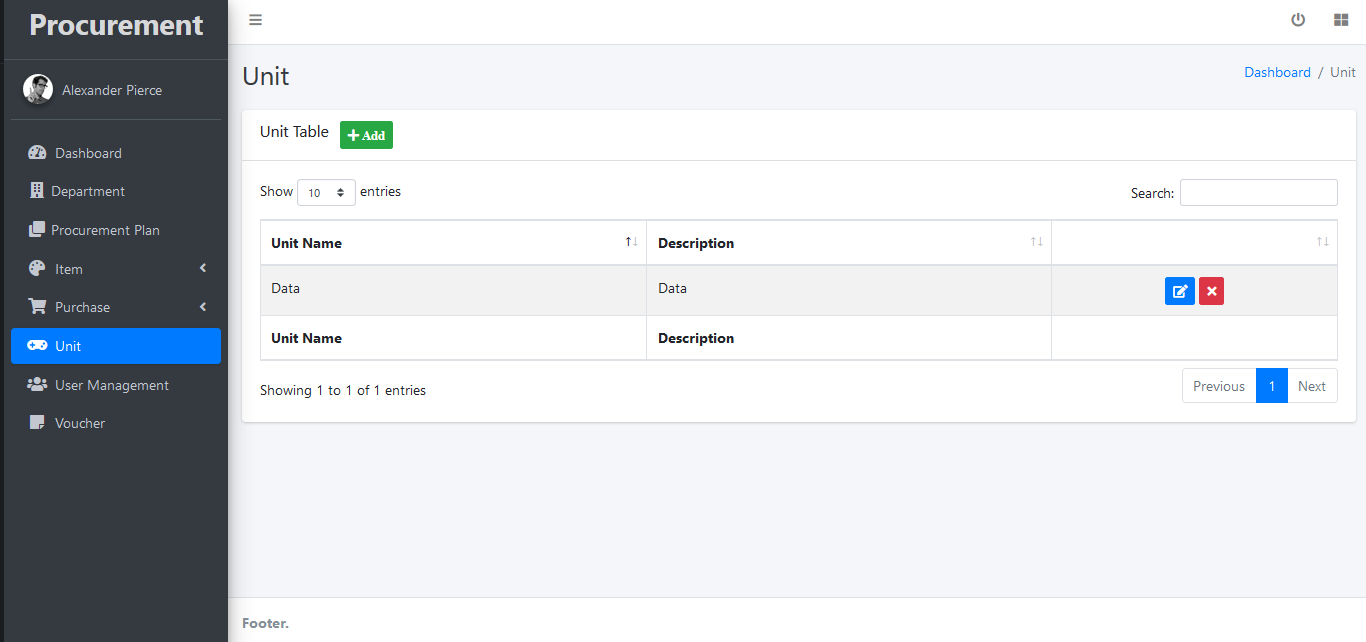 Procurement
Alexander Pierce
Dashboard
Department
Procurement Plan
Item
Purchase
Unit
User Management
Voucher
Unit
Dashboard / Unit
Unit Table Add
Show 10 entries Search:
Unit Name Description
Data Data
Unit Name Description
Showing 1 to 1 of 1 entries Previous 1 Next
Footer.